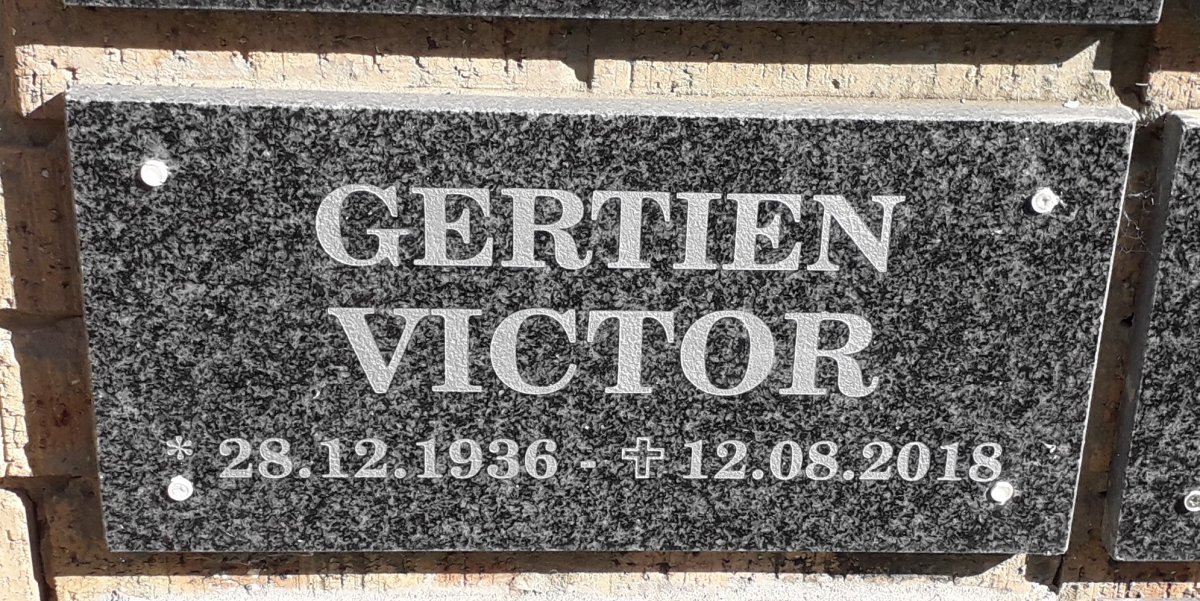 GERTIEN
VICTOR
* 28.12.1936 - ✝ 12.08.2018